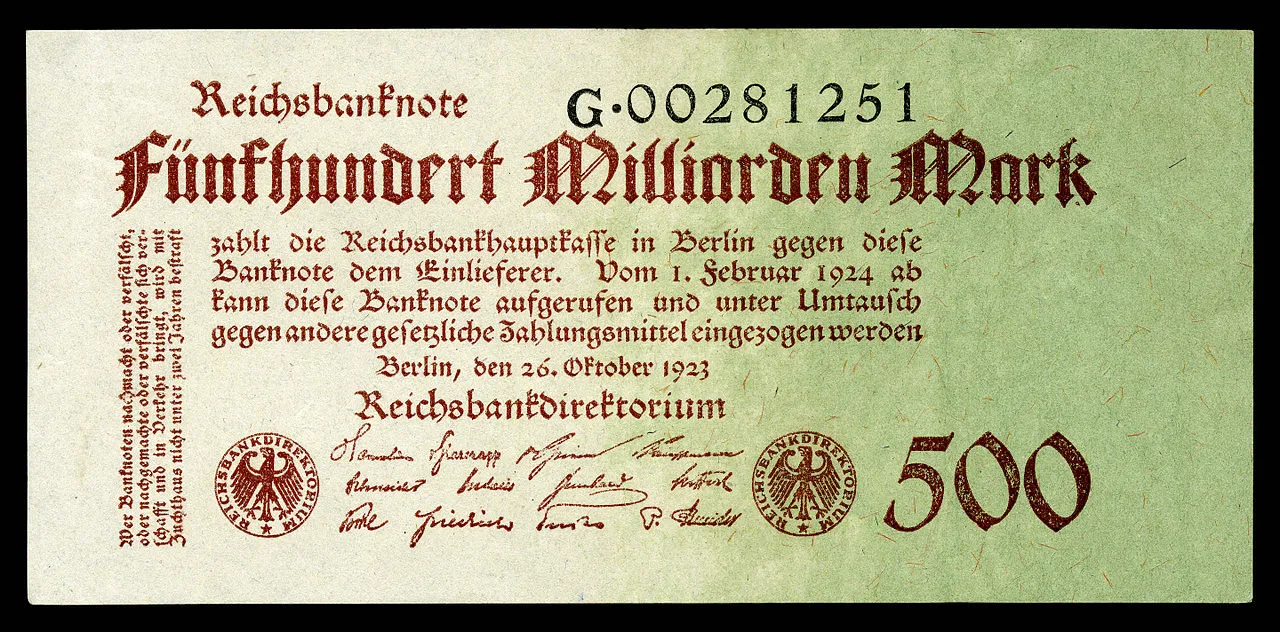 Reichsbanknote
G·00281251
Fünfhundert Milliarden Mark
zahlt die Reichsbankhauptkasse in Berlin gegen diese
Banknote dem Einlieferer. Vom 1. Februar 1924 ab
kann diese Banknote aufgerufen und unter Umtausch
gegen andere gesetzliche Zahlungsmittel eingezogen werden
Berlin, den 26. Oktober 1923
Reichsbankdirektorium
Wer Banknoten nachmacht oder verfälscht,
oder nachgemachte oder verfälschte sich ver-
schafft und in Verkehr bringt, wird mit
Zuchthaus nicht unter zwei Jahren bestraft
REICHSBANKDIREKTORIUM
REICHSBANKDIREKTORIUM
500